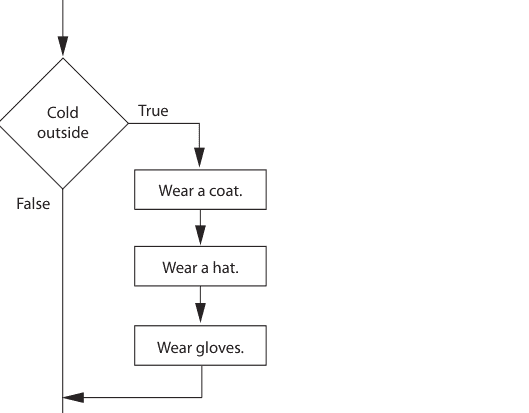 Cold
outside
True
Wear a coat.
False
Wear a hat.
Wear gloves.